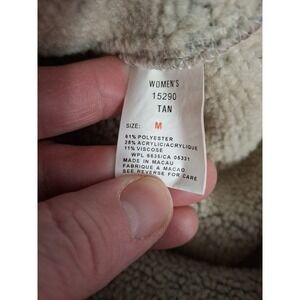 WOMEN'S
15290
TAN
SIZE: M
61% POLYESTER
28% ACRYLIC/ACRYLIQUE
11% VISCOSE
WPL 6635/CA 05331
MADE IN MACAU
FABRIQUE A MACAO
SEE REVERSE FOR CARE